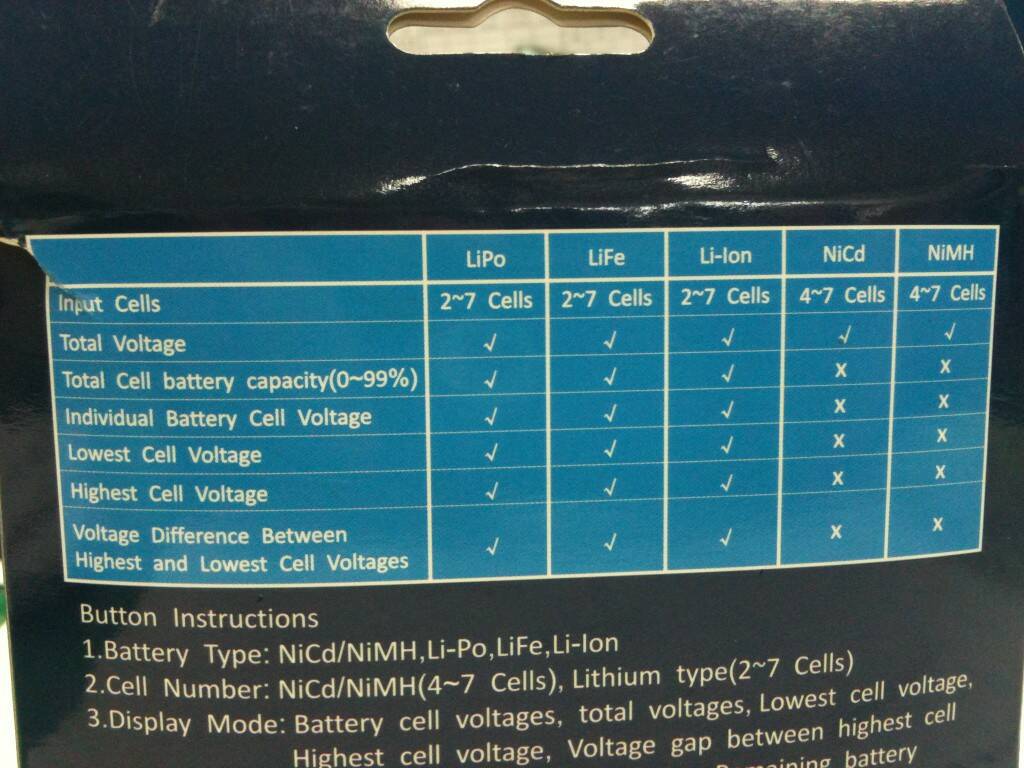 LiPo LiFe Li-Ion NiCd NiMH
Input Cells 2~7 Cells 2~7 Cells 2~7 Cells 4~7 Cells 4~7 Cells
Total Voltage √ √ √ √ √
Total Cell battery capacity(0~99%) √ √ √ X X
Individual Battery Cell Voltage √ √ √ X X
Lowest Cell Voltage √ √ √ X X
Highest Cell Voltage √ √ √ X X
Voltage Difference Between
Highest and Lowest Cell Voltages √ √ √ X X
Button Instructions
1.Battery Type: NiCd/NiMH,Li-Po,LiFe,Li-Ion
2.Cell Number: NiCd/NiMH(4~7 Cells), Lithium type(2~7 Cells)
3.Display Mode: Battery cell voltages, total voltages, Lowest cell voltage,
Highest cell voltage, Voltage gap between highest cell
battery